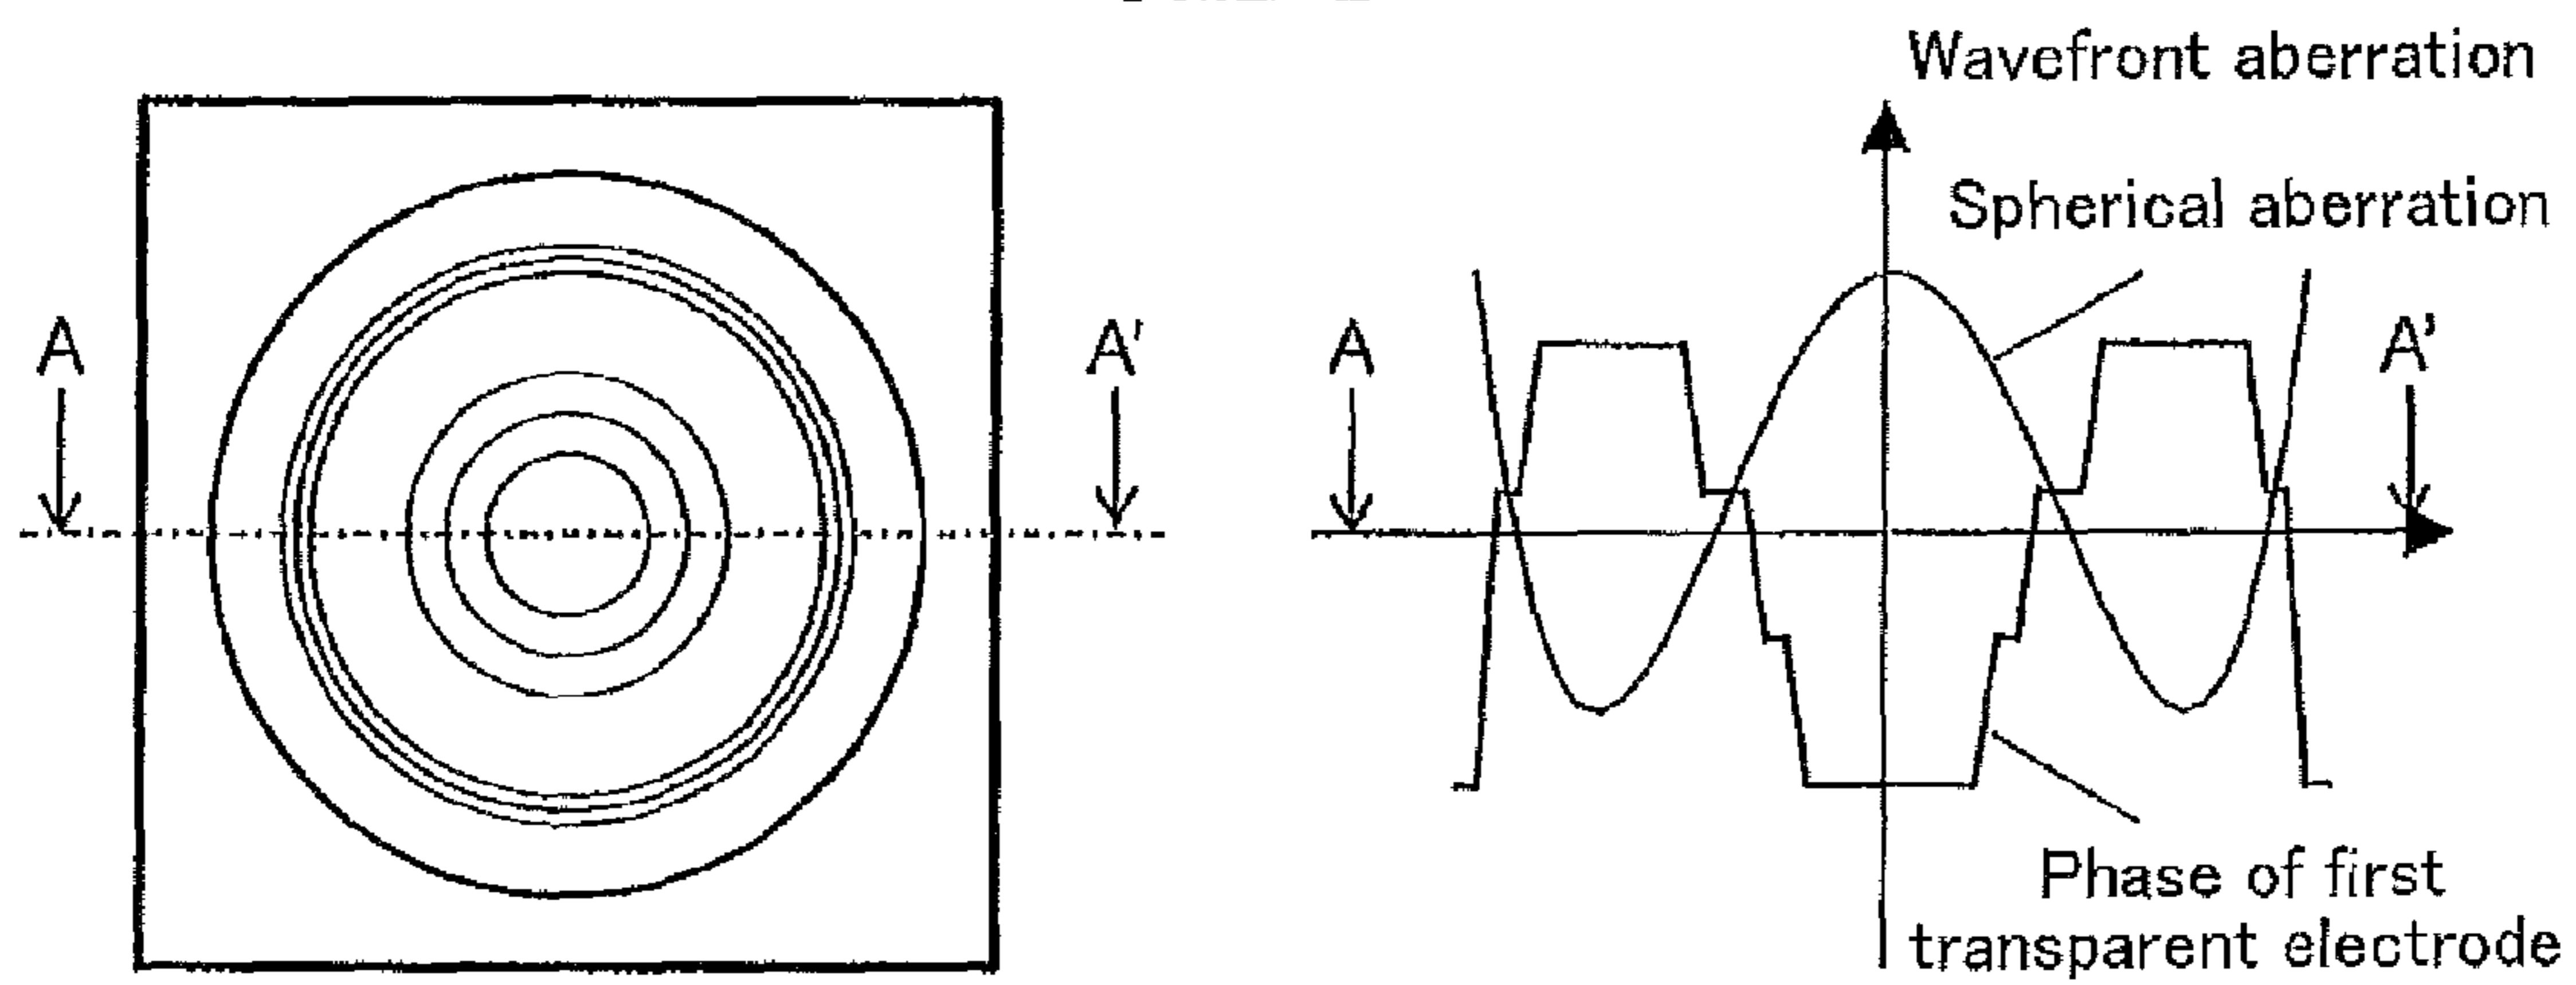 A
A'
Wavefront aberration
Spherical aberration
A
A'
Phase of first
transparent electrode